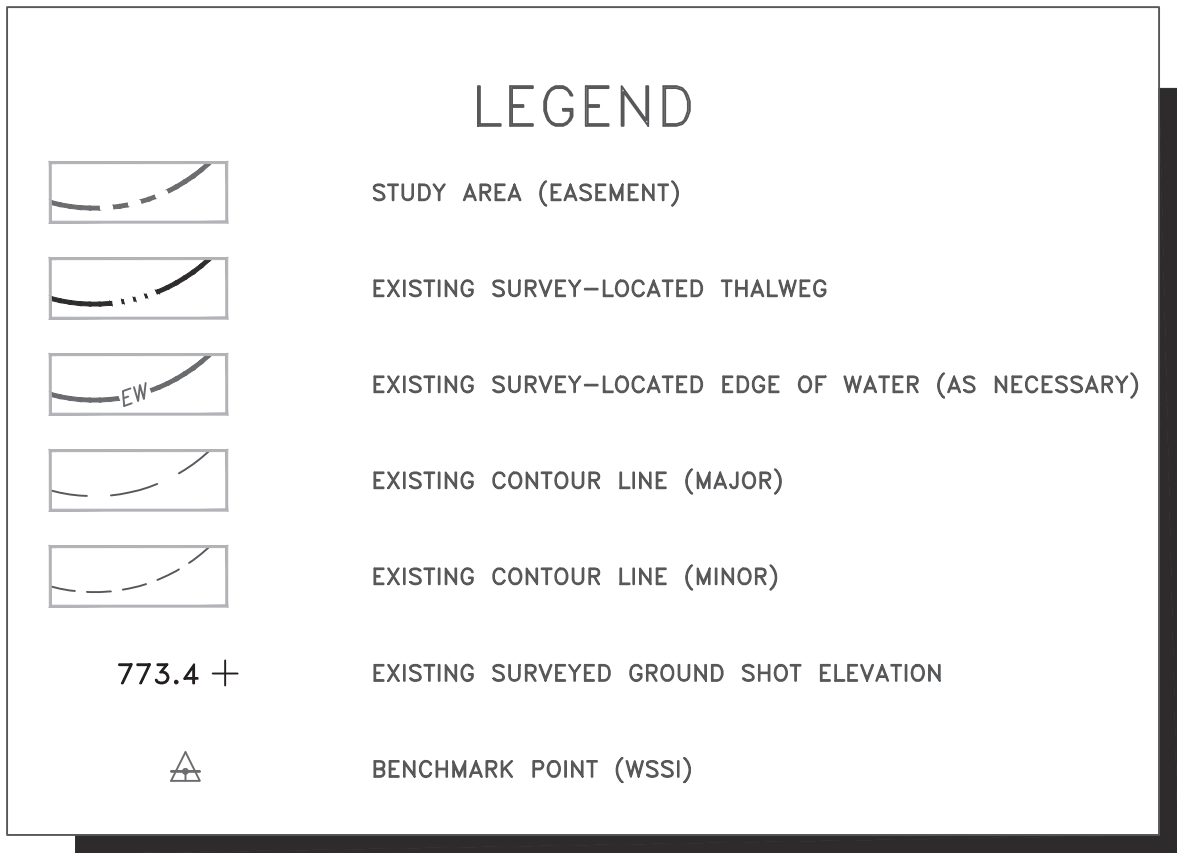 LEGEND
STUDY AREA (EASEMENT)
EXISTING SURVEY–LOCATED THALWEG
EW EXISTING SURVEY–LOCATED EDGE OF WATER (AS NECESSARY)
EXISTING CONTOUR LINE (MAJOR)
EXISTING CONTOUR LINE (MINOR)
773.4 + EXISTING SURVEYED GROUND SHOT ELEVATION
BENCHMARK POINT (WSSI)